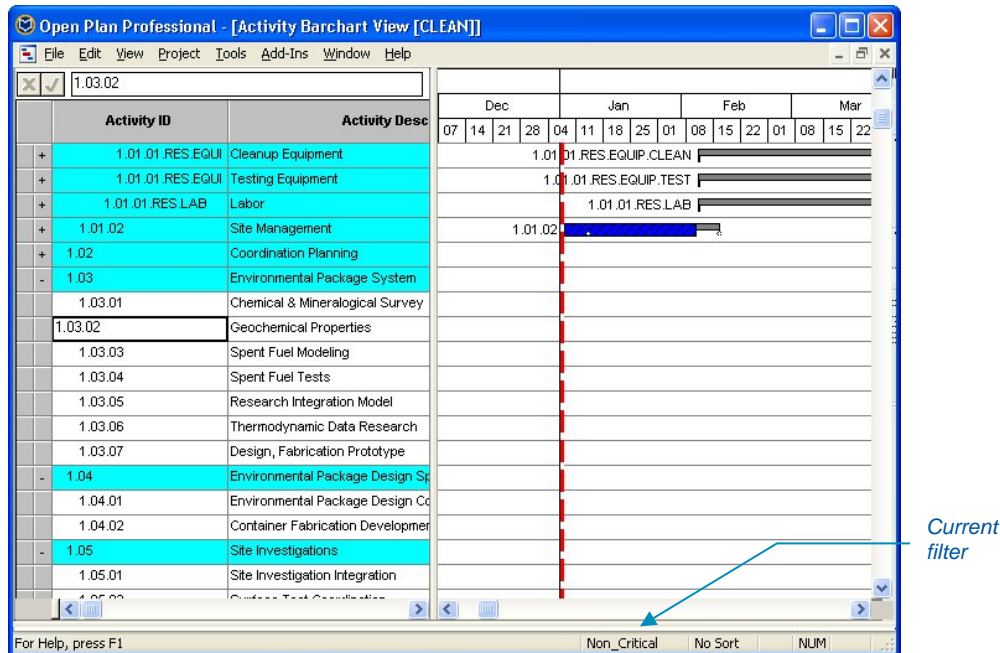 Open Plan Professional - [Activity Barchart View [CLEAN]]
File Edit View Project Tools Add-Ins Window Help
1.03.02
Activity ID Activity Desc
Dec Jan Feb Mar
07 14 21 28 04 11 18 25 01 08 15 22 01 08 15 22
+ 1.01.01.RES.EQUI Cleanup Equipment 1.01.01.RES.EQUIP.CLEAN
+ 1.01.01.RES.EQUI Testing Equipment 1.01.01.RES.EQUIP.TEST
+ 1.01.01.RES.LAB Labor 1.01.01.RES.LAB
+ 1.01.02 Site Management 1.01.02
+ 1.02 Coordination Planning
- 1.03 Environmental Package System
1.03.01 Chemical & Mineralogical Survey
1.03.02 Geochemical Properties
1.03.03 Spent Fuel Modeling
1.03.04 Spent Fuel Tests
1.03.05 Research Integration Model
1.03.06 Thermodynamic Data Research
1.03.07 Design, Fabrication Prototype
- 1.04 Environmental Package Design Sp
1.04.01 Environmental Package Design Co
1.04.02 Container Fabrication Developmer
- 1.05 Site Investigations
1.05.01 Site Investigation Integration
Current
filter
For Help, press F1 Non_Critical No Sort NUM